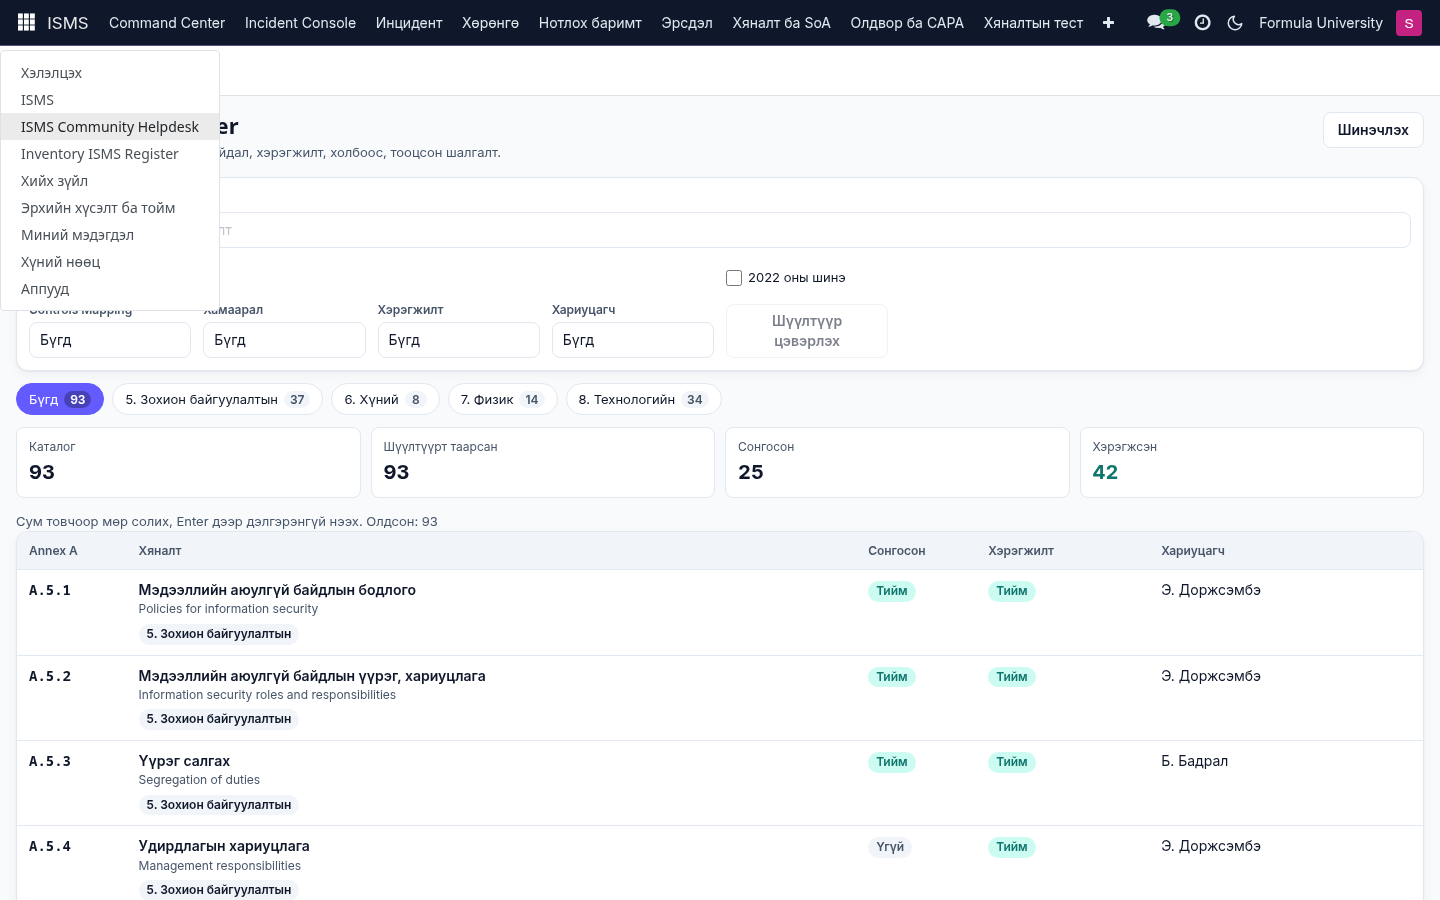 ISMS Command Center Incident Console Инцидент Хөрөнгө Нотлох баримт Эрсдэл Хяналт ба SoA Олдвор ба CAPA Хяналтын тест 3 Formula University S
Хэлэлцэх
ISMS
ISMS Community Helpdesk
Inventory ISMS Register
Хийх зүйл
Эрхийн хүсэлт ба тойм
Миний мэдэгдэл
Хүний нөөц
Аппууд
Шинэчлэх
хэрэгжилт, холбоос, тооцсон шалгалт.
2022 оны шинэ
Controls Mapping Хамаарал Хэрэгжилт Хариуцагч
Бүгд Бүгд Бүгд Бүгд
Шүүлтүүр
цэвэрлэх
Бүгд 93 5. Зохион байгуулалтын 37 6. Хүний 8 7. Физик 14 8. Технологийн 34
Каталог Шүүлтүүрт таарсан Сонгосон Хэрэгжсэн
93 93 25 42
Сум товчоор мөр солих, Enter дээр дэлгэрэнгүй нээх. Олдсон: 93
Annex A Хяналт Сонгосон Хэрэгжилт Хариуцагч
A.5.1 Мэдээллийн аюулгүй байдлын бодлого Тийм Тийм Э. Доржсэмбэ
Policies for information security
5. Зохион байгуулалтын
A.5.2 Мэдээллийн аюулгүй байдлын үүрэг, хариуцлага Тийм Тийм Э. Доржсэмбэ
Information security roles and responsibilities
5. Зохион байгуулалтын
A.5.3 Үүрэг салгах Тийм Тийм Б. Бадрал
Segregation of duties
5. Зохион байгуулалтын
A.5.4 Удирдлагын хариуцлага Үгүй Тийм Э. Доржсэмбэ
Management responsibilities
5. Зохион байгуулалтын